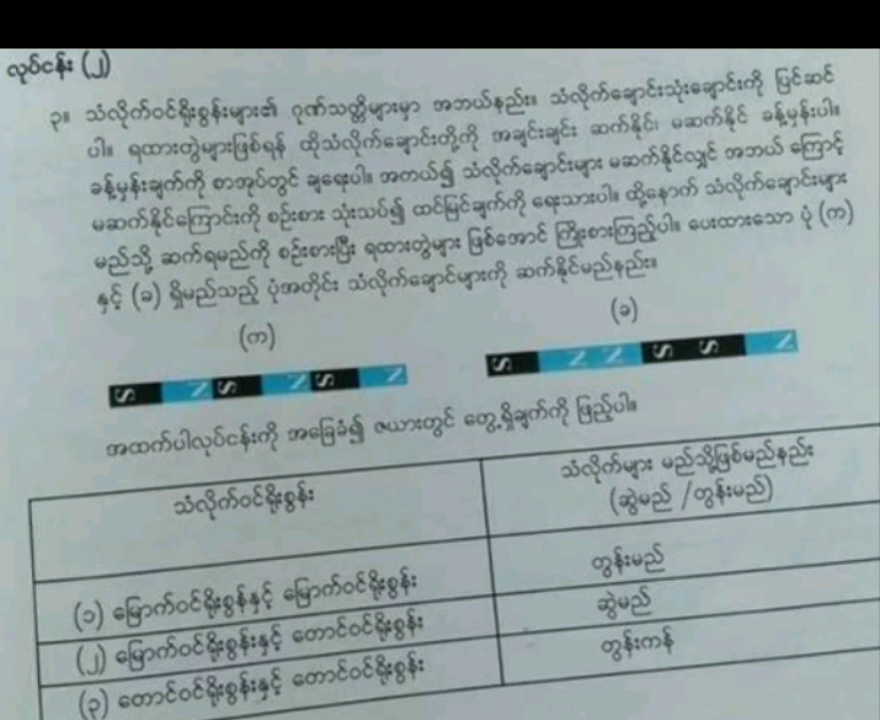 လုပ်ငန်း (၂)
၃။ သံလိုက်ဝင်ရိုးစွန်းများ၏ ဂုဏ်သတ္တိများမှာ အဘယ်နည်း။ သံလိုက်ချောင်းသုံးချောင်းကို ပြင်ဆင်
ပါ။ ရထားတွဲများဖြစ်ရန် ထိုသံလိုက်ချောင်းတို့ကို အချင်းချင်း ဆက်နိုင်၊ မဆက်နိုင် ခန့်မှန်းပါ။
ခန့်မှန်းချက်ကို စာအုပ်တွင် ချရေးပါ။ အကယ်၍ သံလိုက်ချောင်းများ မဆက်နိုင်လျှင် အဘယ် ကြောင့်
မဆက်နိုင်ကြောင်းကို စဉ်းစား သုံးသပ်၍ ထင်မြင်ချက်ကို ရေးသားပါ။ ထို့နောက် သံလိုက်ချောင်းများ
မည်သို့ ဆက်ရမည်ကို စဉ်းစားပြီး ရထားတွဲများ ဖြစ်အောင် ကြိုးစားကြည့်ပါ။ ပေးထားသော ပုံ (က)
နှင့် (ခ) ရှိမည်သည့် ပုံအတိုင်း သံလိုက်ချောင်များကို ဆက်နိုင်မည်နည်း။
(က) (ခ)
S N S N S N S N N S S N
အထက်ပါလုပ်ငန်းကို အခြေခံ၍ ဇယားတွင် တွေ့ရှိချက်ကို ဖြည့်ပါ။
သံလိုက်ဝင်ရိုးစွန်း သံလိုက်များ မည်သို့ဖြစ်မည်နည်း
(ဆွဲမည် /တွန်းမည်)
(၁) မြောက်ဝင်ရိုးစွန်နှင့် မြောက်ဝင်ရိုးစွန်း တွန်းမည်
(၂) မြောက်ဝင်ရိုးစွန်းနှင့် တောင်ဝင်ရိုးစွန်း ဆွဲမည်
(၃) တောင်ဝင်ရိုးစွန်းနှင့် တောင်ဝင်ရိုးစွန်း တွန်းကန်